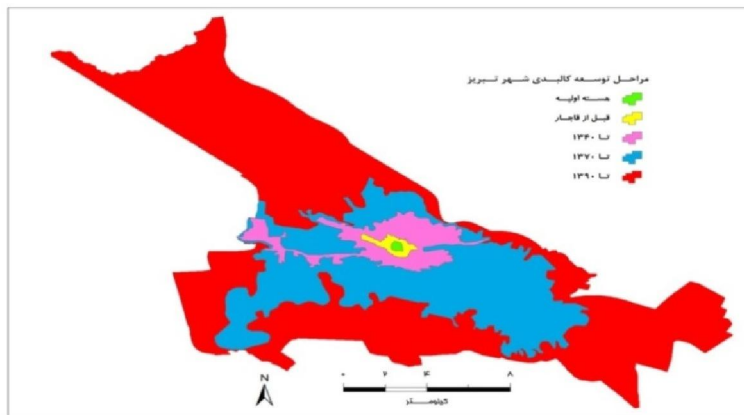 مراحل توسعه کالبدی شهر تبریز
هسته اولیه
قبل از قاجار
تا ۱۳۴۰
تا ۱۳۷۰
تا ۱۳۹۰
N
۰ ۲ ۴ ۸
کیلومتر